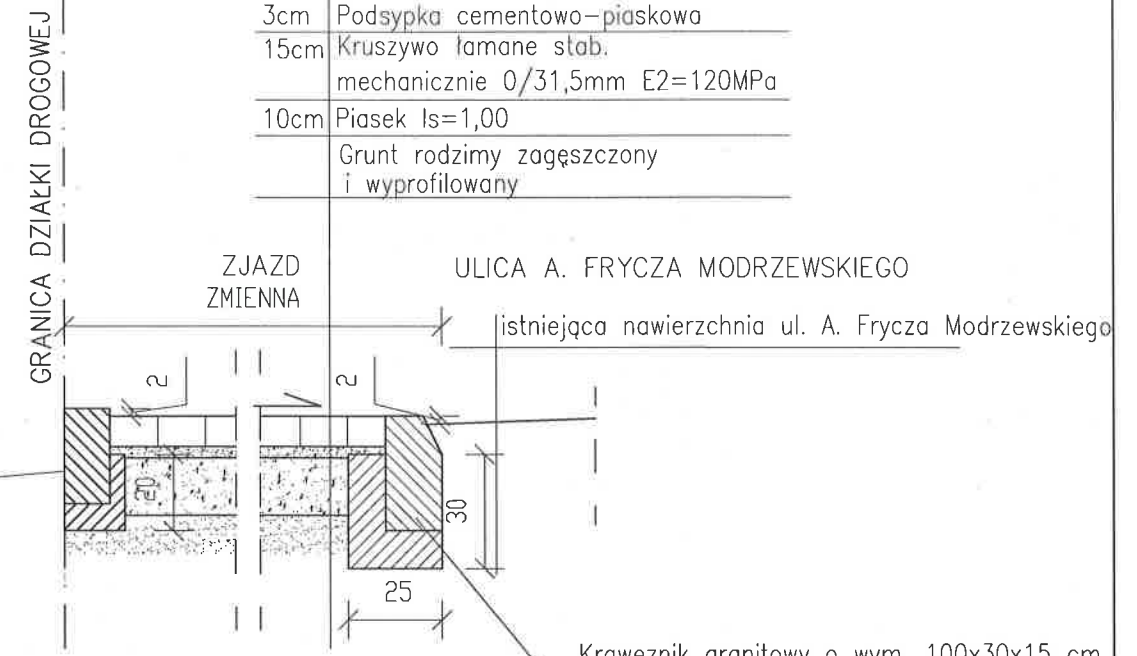 3cm Podsypka cementowo-piaskowa
15cm Kruszywo łamane stab.
mechanicznie 0/31,5mm E2=120MPa
10cm Piasek Is=1,00
Grunt rodzimy zagęszczony
i wyprofilowany
GRANICA DZIAŁKI DROGOWEJ
ZJAZD
ZMIENNA
ULICA A. FRYCZA MODRZEWSKIEGO
istniejąca nawierzchnia ul. A. Frycza Modrzewskiego
2
2
20
30
25
Krawężnik granitowy o wym. 100x30x15 cm